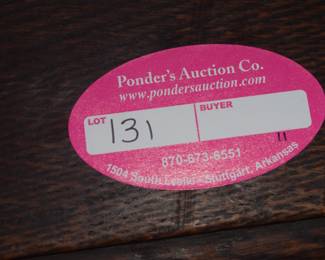 Ponder's Auction Co.
www.pondersauction.com
LOT
131
BUYER
870-673-6551
1504 South Leslie - Stuttgart, Arkansas